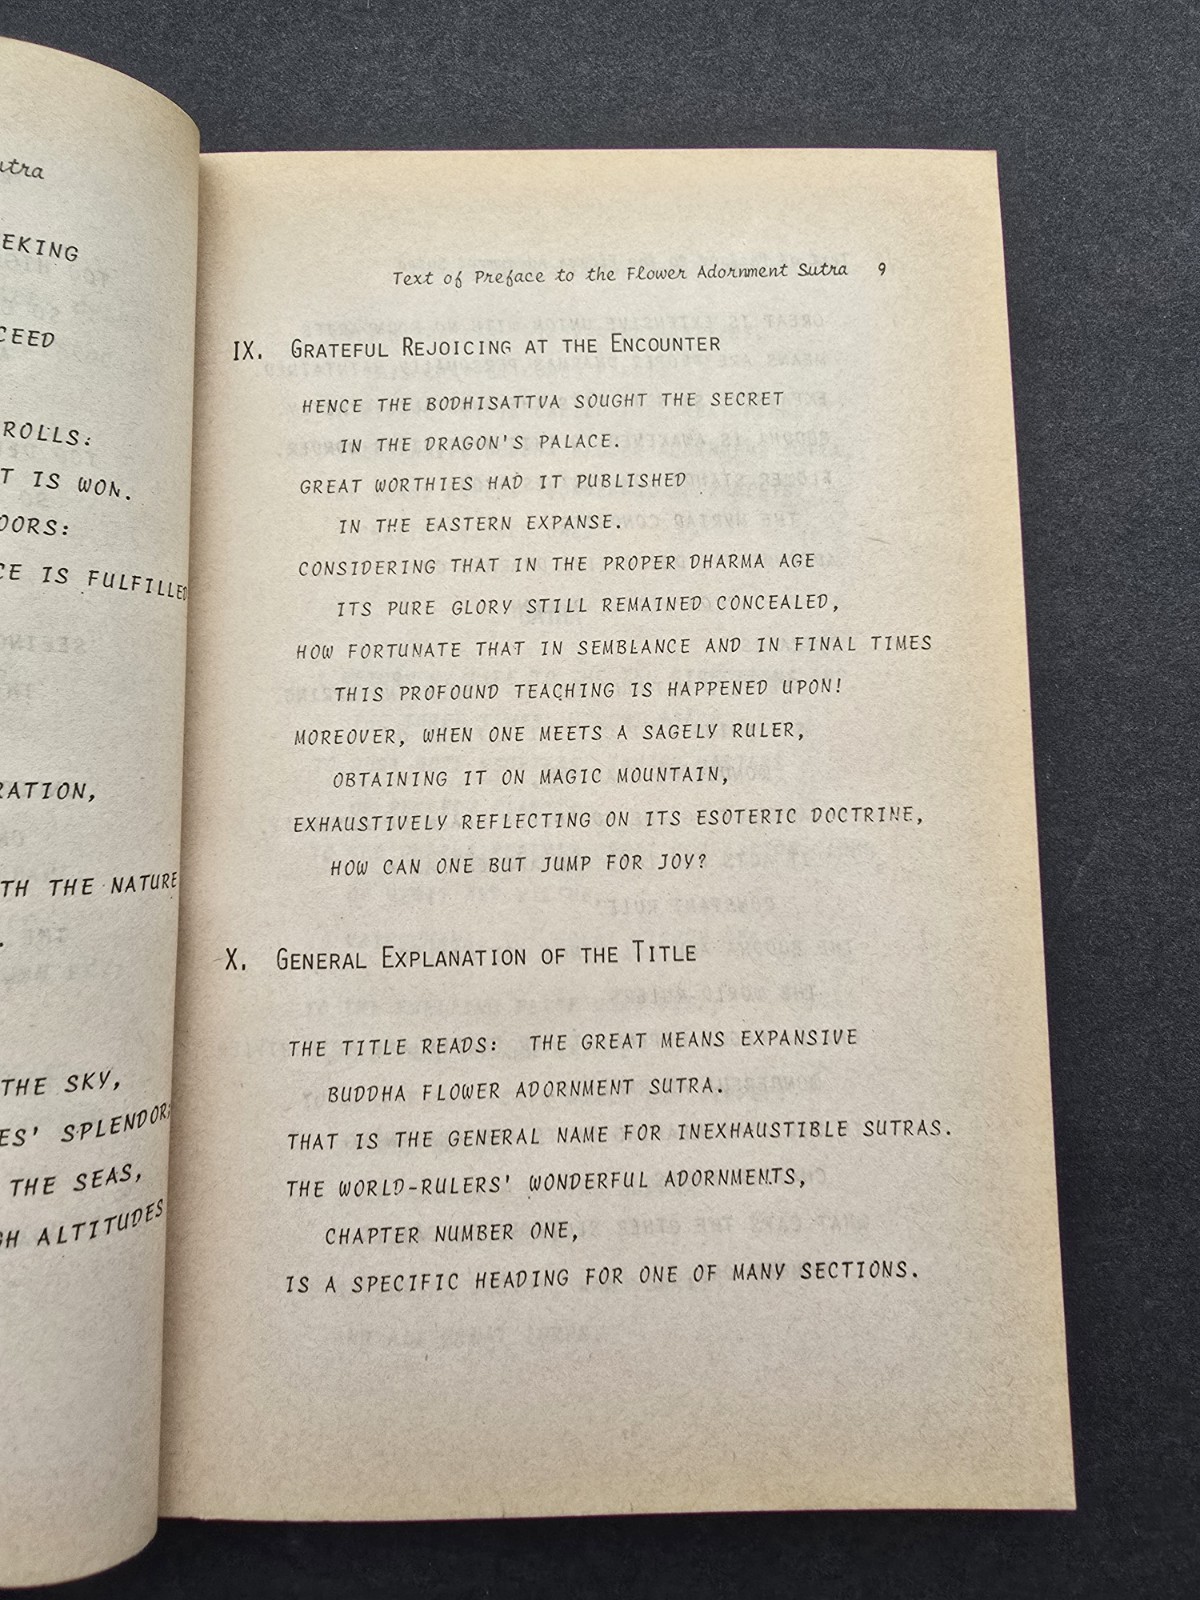 utra
EKING
CEED
ROLLS:
T IS WON.
OORS:
CE IS FULFILLED
RATION,
TH THE NATURE
THE SKY,
ES' SPLENDOR;
THE SEAS,
GH ALTITUDES
Text of Preface to the Flower Adornment Sutra 9
IX. GRATEFUL REJOICING AT THE ENCOUNTER
HENCE THE BODHISATTVA SOUGHT THE SECRET
IN THE DRAGON'S PALACE.
GREAT WORTHIES HAD IT PUBLISHED
IN THE EASTERN EXPANSE.
CONSIDERING THAT IN THE PROPER DHARMA AGE
ITS PURE GLORY STILL REMAINED CONCEALED,
HOW FORTUNATE THAT IN SEMBLANCE AND IN FINAL TIMES
THIS PROFOUND TEACHING IS HAPPENED UPON!
MOREOVER, WHEN ONE MEETS A SAGELY RULER,
OBTAINING IT ON MAGIC MOUNTAIN,
EXHAUSTIVELY REFLECTING ON ITS ESOTERIC DOCTRINE,
HOW CAN ONE BUT JUMP FOR JOY?
X. GENERAL EXPLANATION OF THE TITLE
THE TITLE READS: THE GREAT MEANS EXPANSIVE
BUDDHA FLOWER ADORNMENT SUTRA.
THAT IS THE GENERAL NAME FOR INEXHAUSTIBLE SUTRAS.
THE WORLD-RULERS' WONDERFUL ADORNMENTS,
CHAPTER NUMBER ONE,
IS A SPECIFIC HEADING FOR ONE OF MANY SECTIONS.